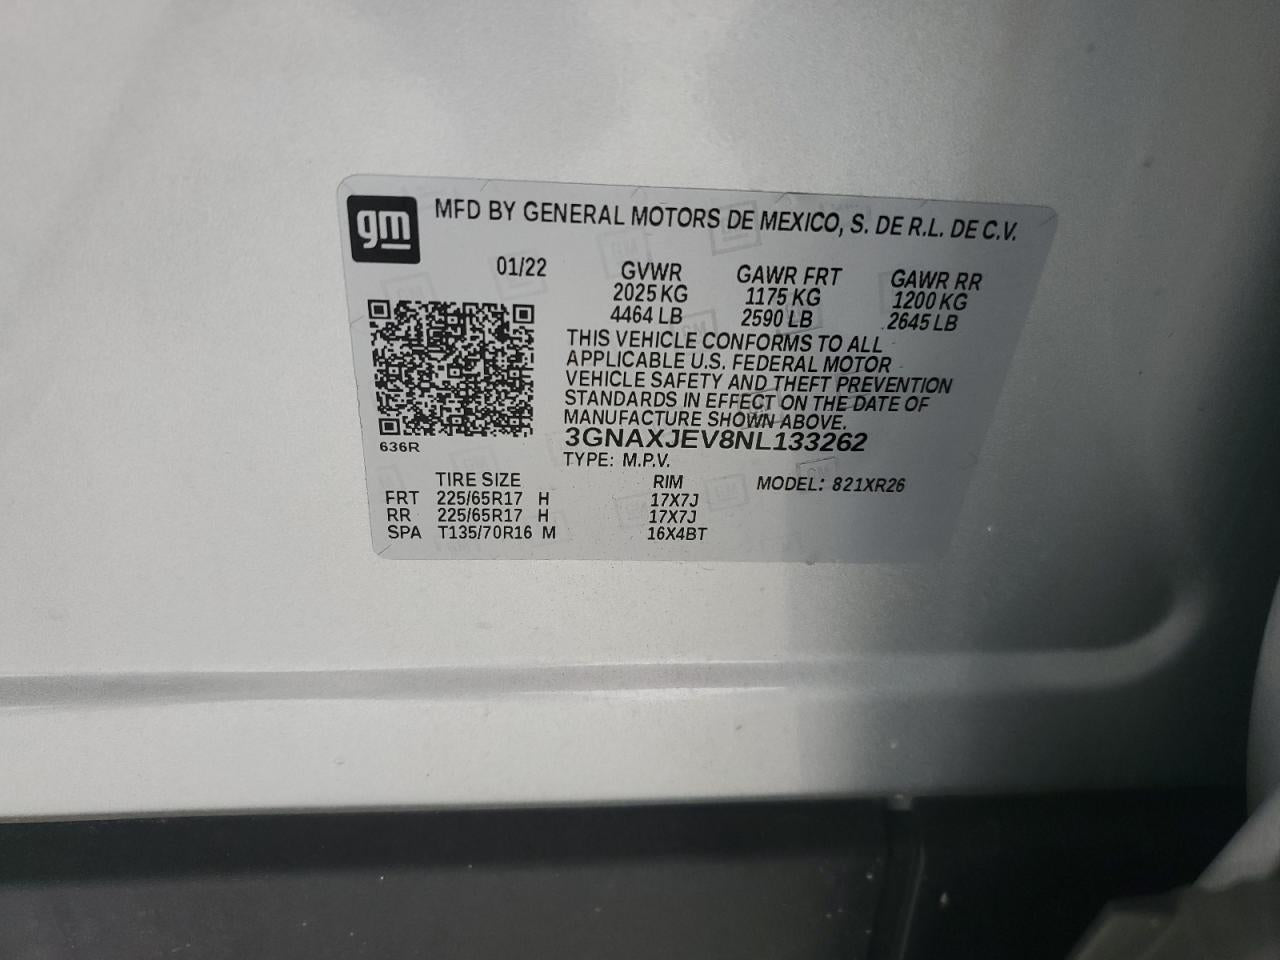 gm
MFD BY GENERAL MOTORS DE MEXICO, S. DE R.L. DE C.V.
01/22 GVWR GAWR FRT GAWR RR
2025 KG 1175 KG 1200 KG
4464 LB 2590 LB 2645 LB
THIS VEHICLE CONFORMS TO ALL
APPLICABLE U.S. FEDERAL MOTOR
VEHICLE SAFETY AND THEFT PREVENTION
STANDARDS IN EFFECT ON THE DATE OF
MANUFACTURE SHOWN ABOVE.
636R
3GNAXJEV8NL133262
TYPE: M.P.V.
TIRE SIZE RIM MODEL: 821XR26
FRT 225/65R17 H 17X7J
RR 225/65R17 H 17X7J
SPA T135/70R16 M 16X4BT